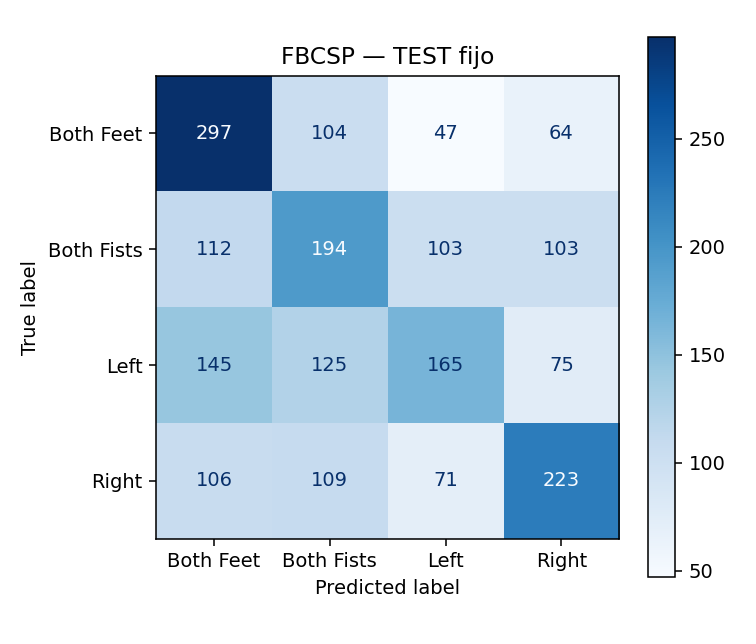 FBCSP — TEST fijo
True label
Both Feet 297 104 47 64
Both Fists 112 194 103 103
Left 145 125 165 75
Right 106 109 71 223
Both Feet Both Fists Left Right
Predicted label
250
200
150
100
50